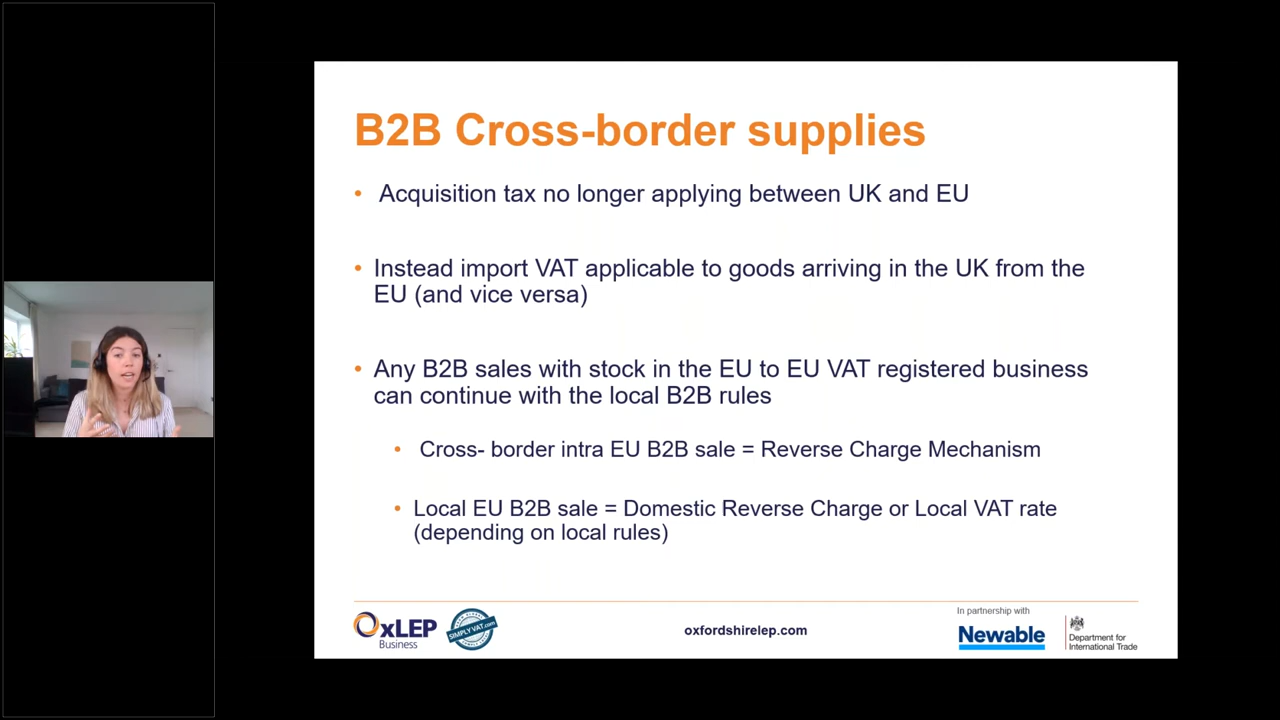 B2B Cross-border supplies
• Acquisition tax no longer applying between UK and EU
• Instead import VAT applicable to goods arriving in the UK from the
EU (and vice versa)
• Any B2B sales with stock in the EU to EU VAT registered business
can continue with the local B2B rules
• Cross- border intra EU B2B sale = Reverse Charge Mechanism
• Local EU B2B sale = Domestic Reverse Charge or Local VAT rate
(depending on local rules)
OxLEP
Business
SIMPLY VAT.com
oxfordshirelep.com
In partnership with
Newable
Department for
International Trade